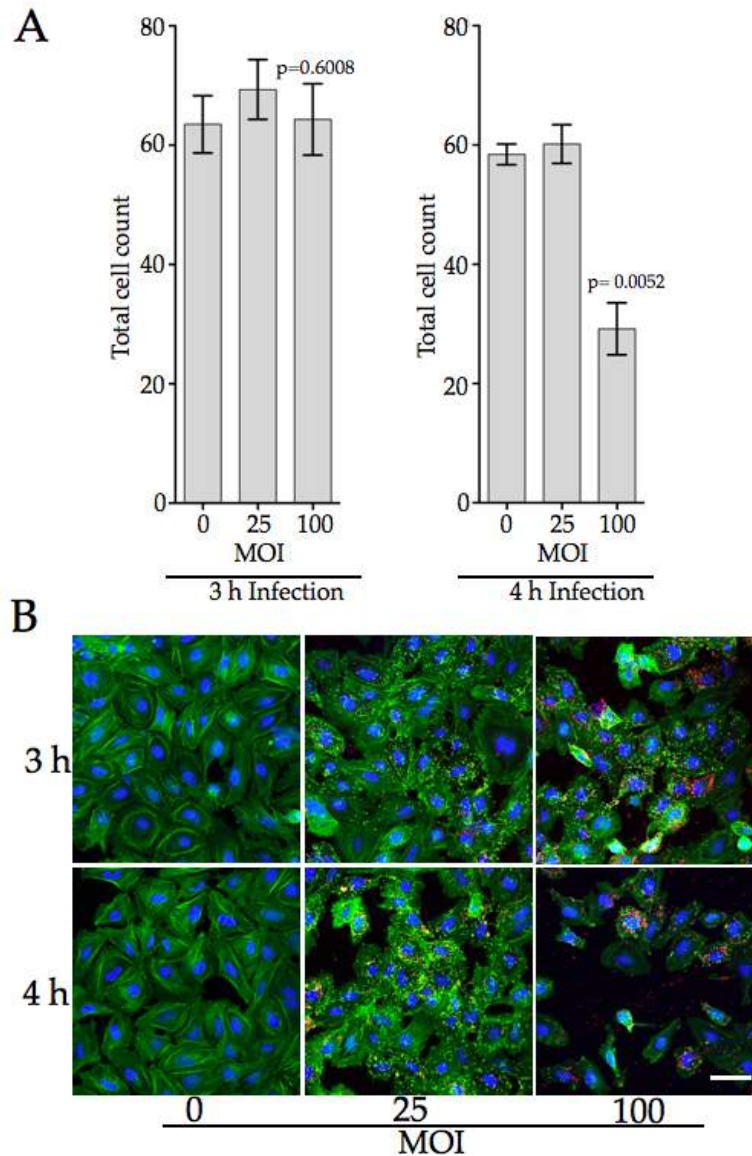 A
80
60
40
20
0
Total cell count
p=0.6008
0 25 100
MOI
3 h Infection
80
60
40
20
0
Total cell count
p= 0.0052
0 25 100
MOI
4 h Infection
B
3 h
4 h
0 25 100
MOI